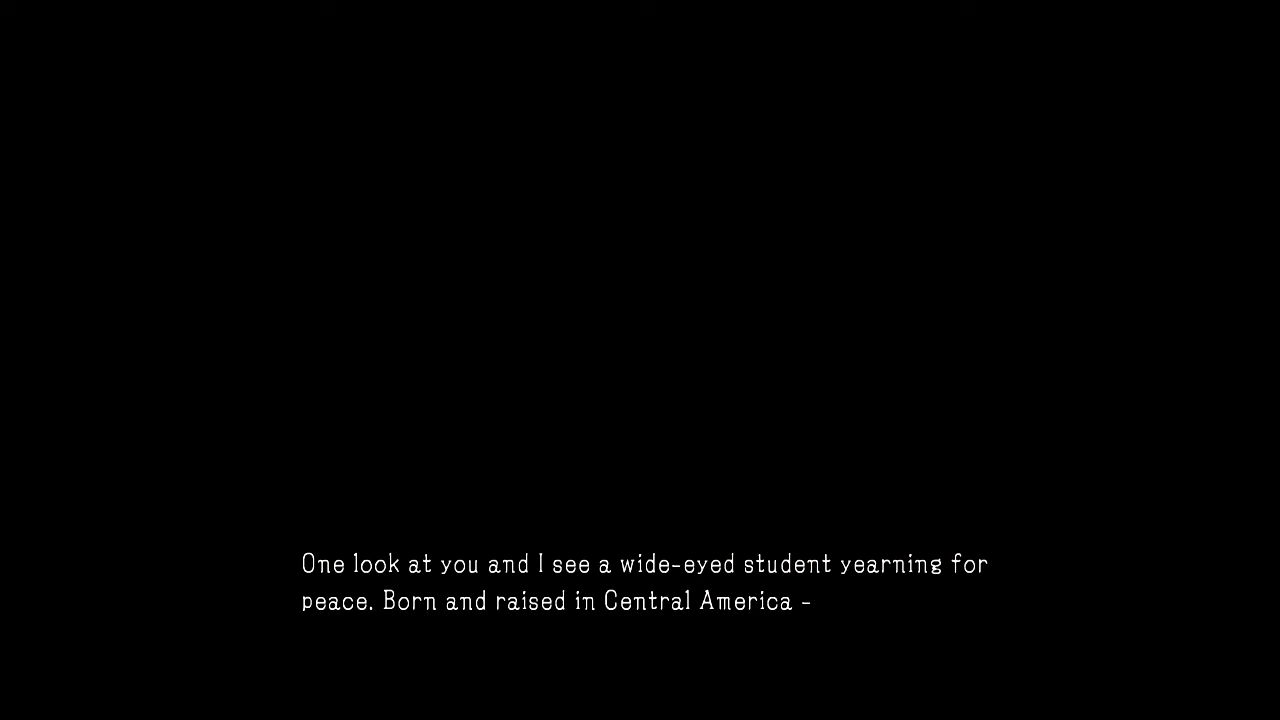 One look at you and I see a wide-eyed student yearning for
peace. Born and raised in Central America -